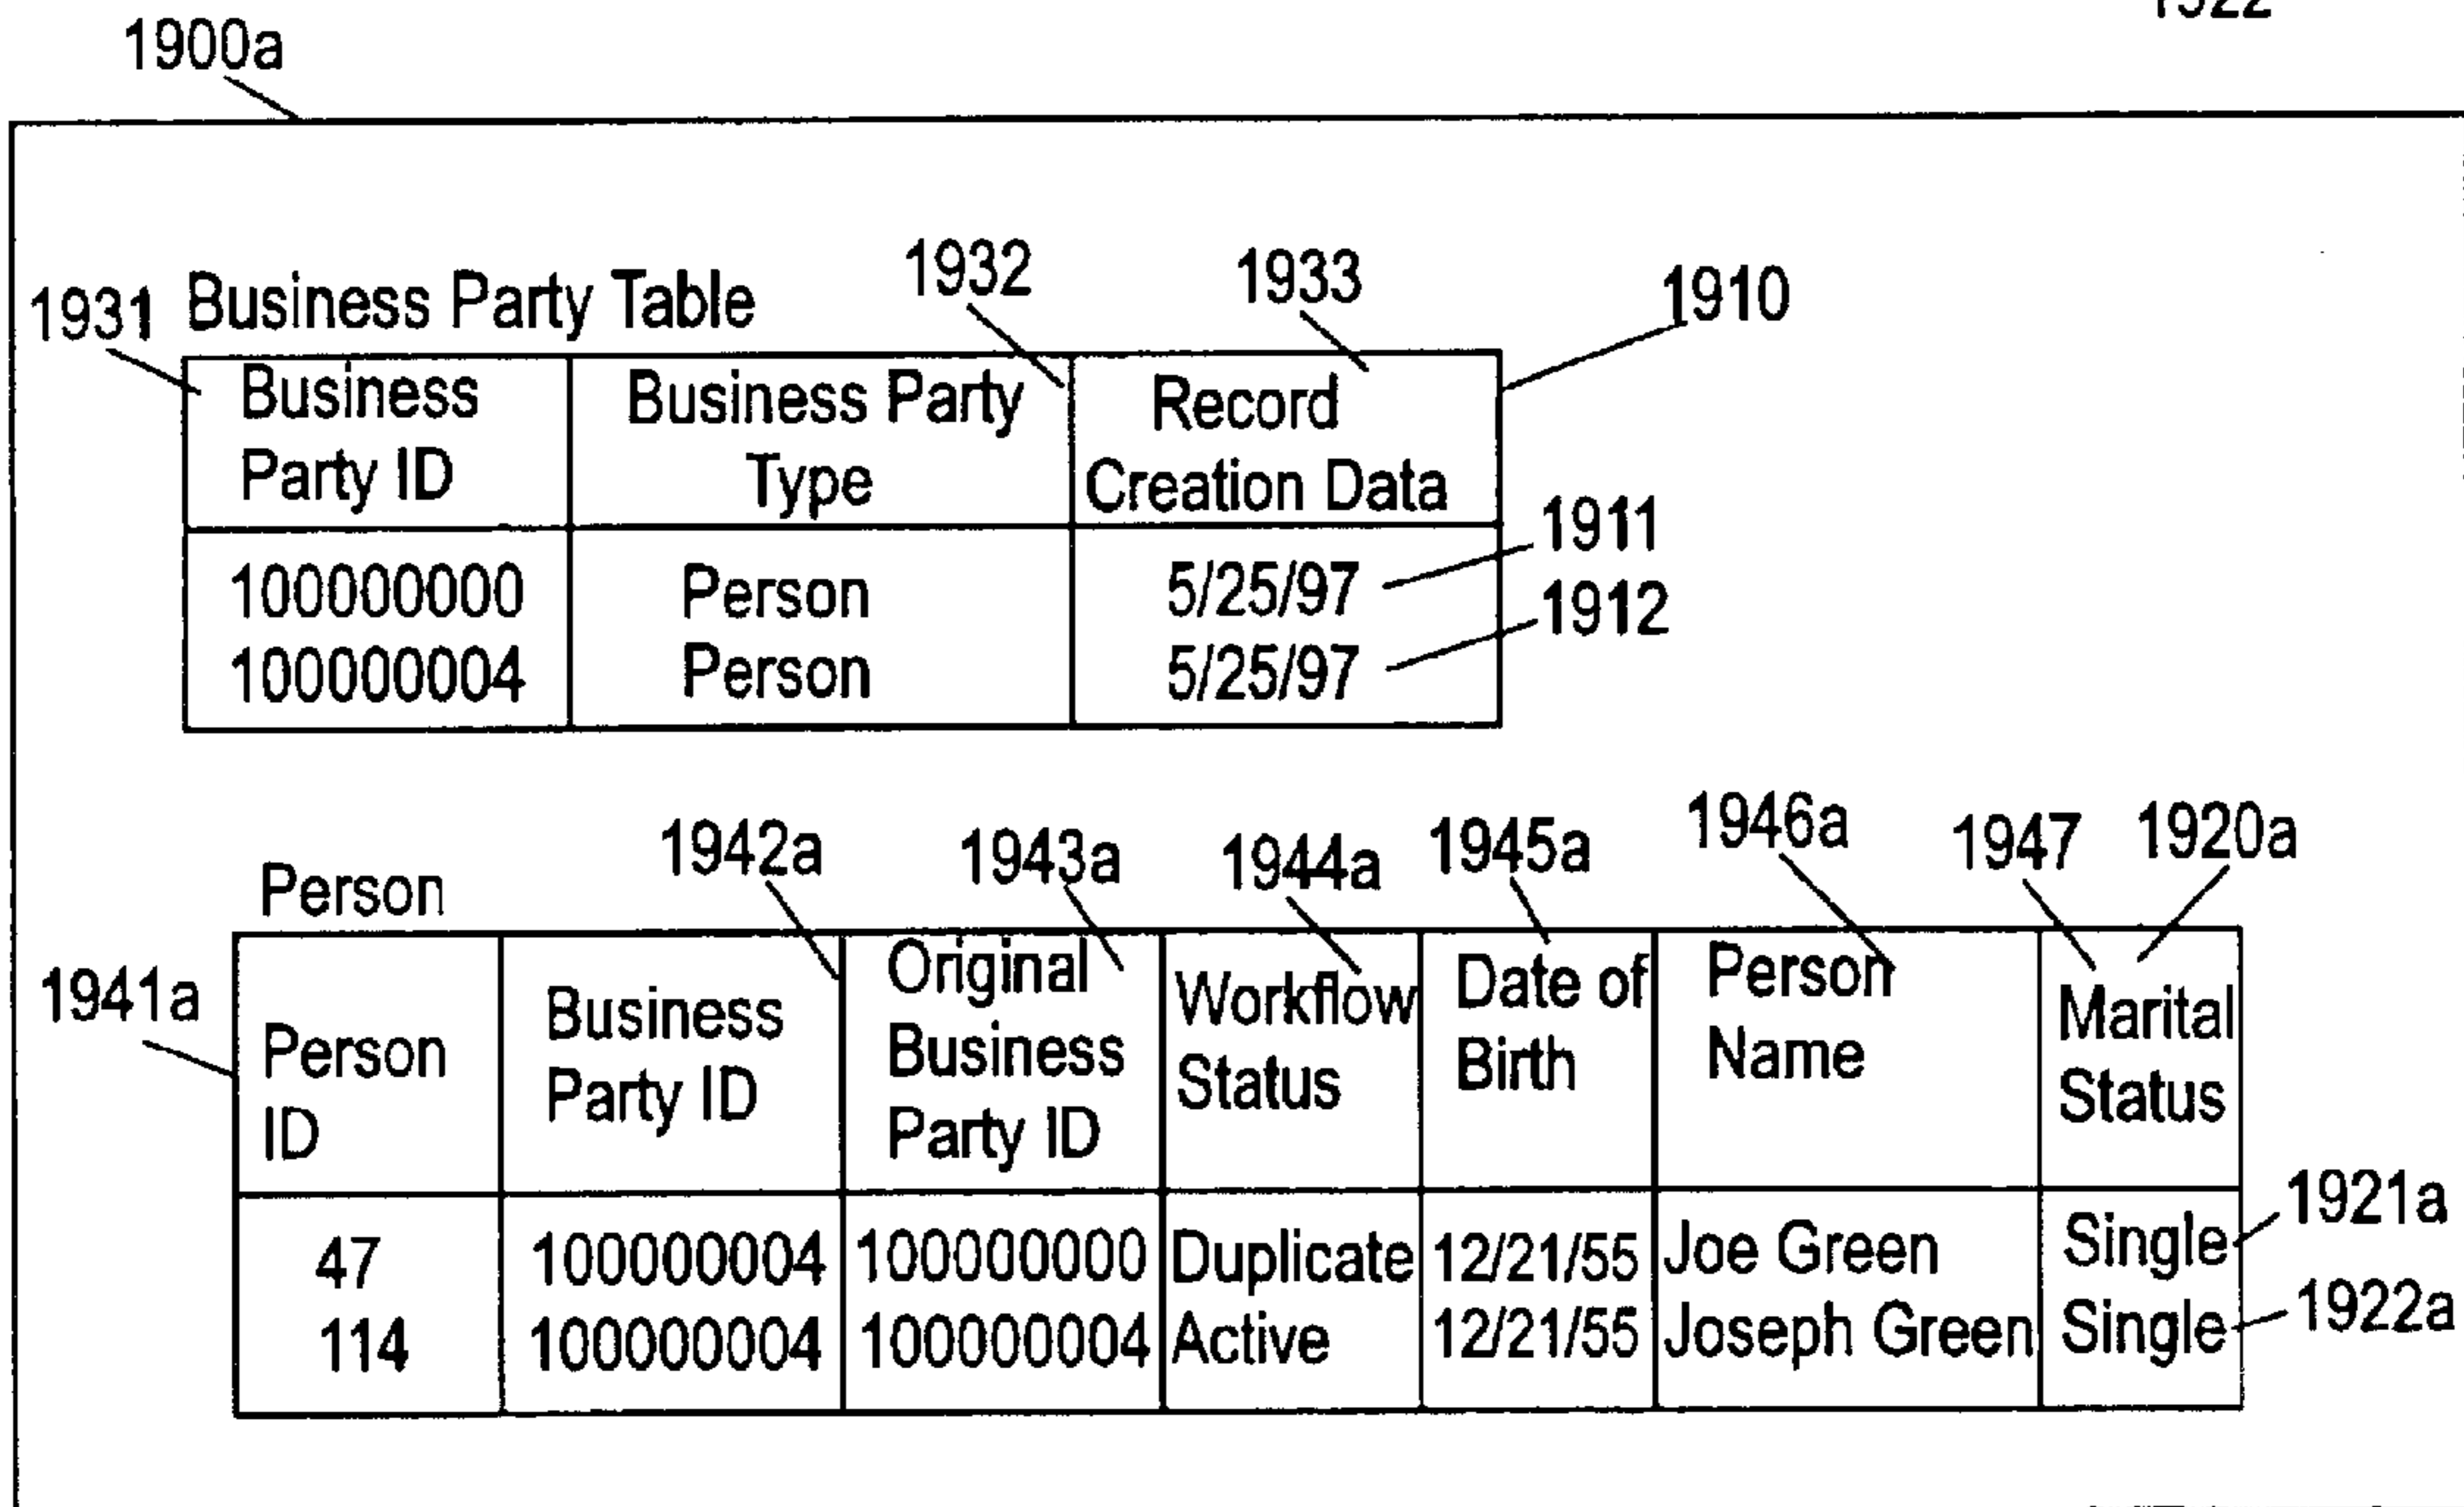 1900a
1932 1933 1910
1931 Business Party Table
Business Party ID Business Party Type Record Creation Data
1911
100000000 Person 5/25/97
1912
100000004 Person 5/25/97
1942a 1943a 1944a 1945a 1946a 1947 1920a
Person
1941a
Person ID Business Party ID Original Business Party ID Workflow Status Date of Birth Person Name Marital Status
47 100000004 100000000 Duplicate 12/21/55 Joe Green Single 1921a
114 100000004 100000004 Active 12/21/55 Joseph Green Single 1922a